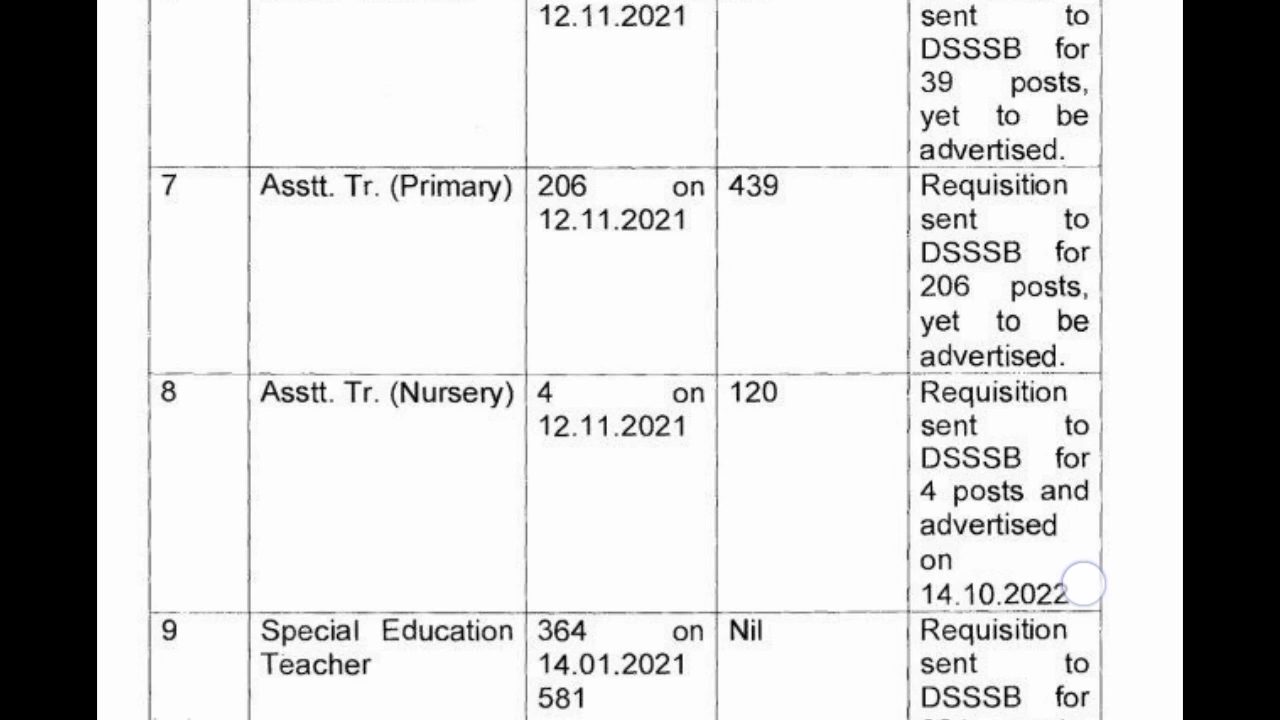 12.11.2021
sent to
DSSSB for
39 posts,
yet to be
advertised.
7 Asstt. Tr. (Primary) 206 on 439 Requisition
12.11.2021 sent to
DSSSB for
206 posts,
yet to be
advertised.
8 Asstt. Tr. (Nursery) 4 on 120 Requisition
12.11.2021 sent to
DSSSB for
4 posts and
advertised
on
14.10.2022
9 Special Education 364 on Nil Requisition
Teacher 14.01.2021 sent to
581 DSSSB for